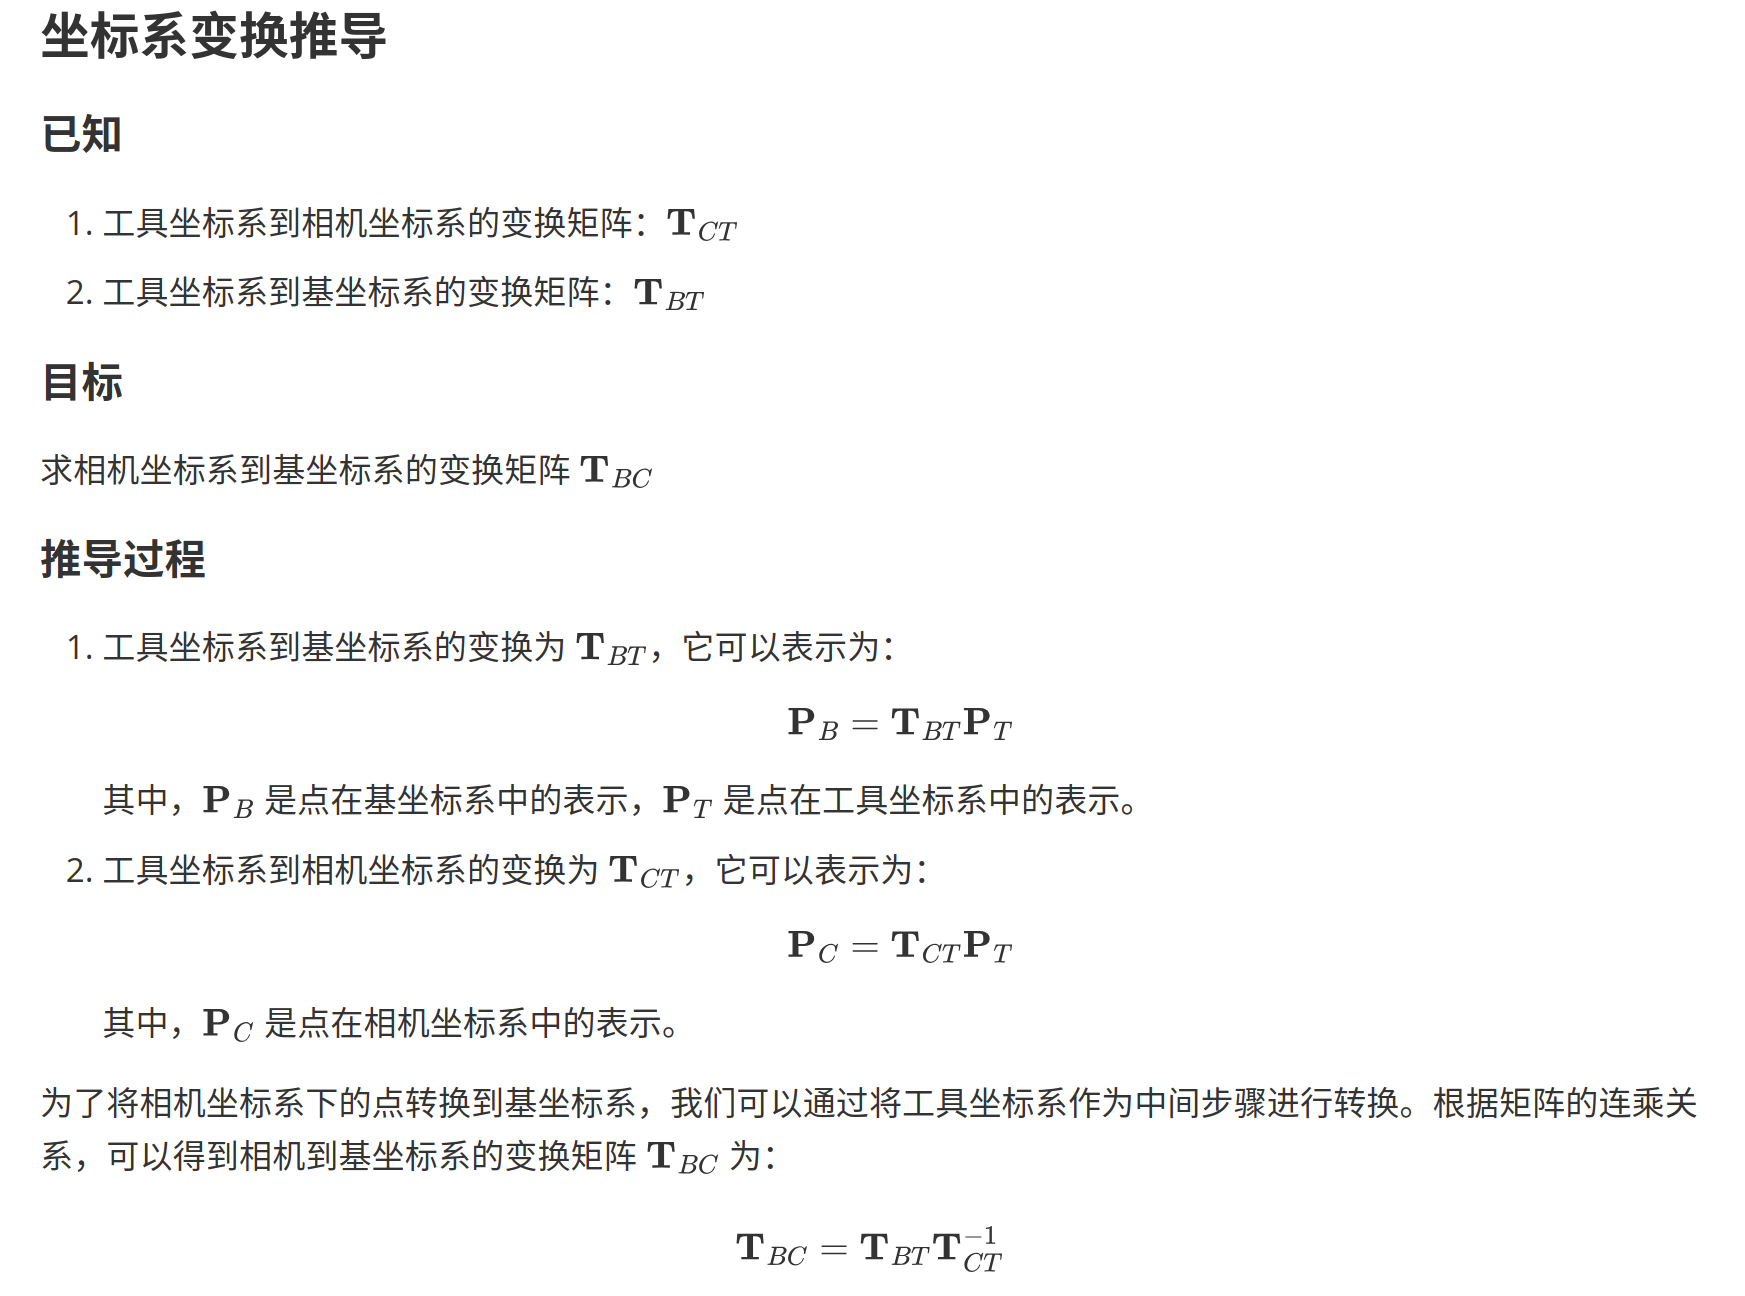 坐标系变换推导
已知
1. 工具坐标系到相机坐标系的变换矩阵：$\mathbf{T}_{CT}$
2. 工具坐标系到基坐标系的变换矩阵：$\mathbf{T}_{BT}$
目标
求相机坐标系到基坐标系的变换矩阵 $\mathbf{T}_{BC}$
推导过程
1. 工具坐标系到基坐标系的变换为 $\mathbf{T}_{BT}$，它可以表示为：
$\mathbf{P}_B = \mathbf{T}_{BT}\mathbf{P}_T$
其中，$\mathbf{P}_B$ 是点在基坐标系中的表示，$\mathbf{P}_T$ 是点在工具坐标系中的表示。
2. 工具坐标系到相机坐标系的变换为 $\mathbf{T}_{CT}$，它可以表示为：
$\mathbf{P}_C = \mathbf{T}_{CT}\mathbf{P}_T$
其中，$\mathbf{P}_C$ 是点在相机坐标系中的表示。
为了将相机坐标系下的点转换到基坐标系，我们可以通过将工具坐标系作为中间步骤进行转换。根据矩阵的连乘关
系，可以得到相机到基坐标系的变换矩阵 $\mathbf{T}_{BC}$ 为：
$\mathbf{T}_{BC} = \mathbf{T}_{BT}\mathbf{T}_{CT}^{-1}$